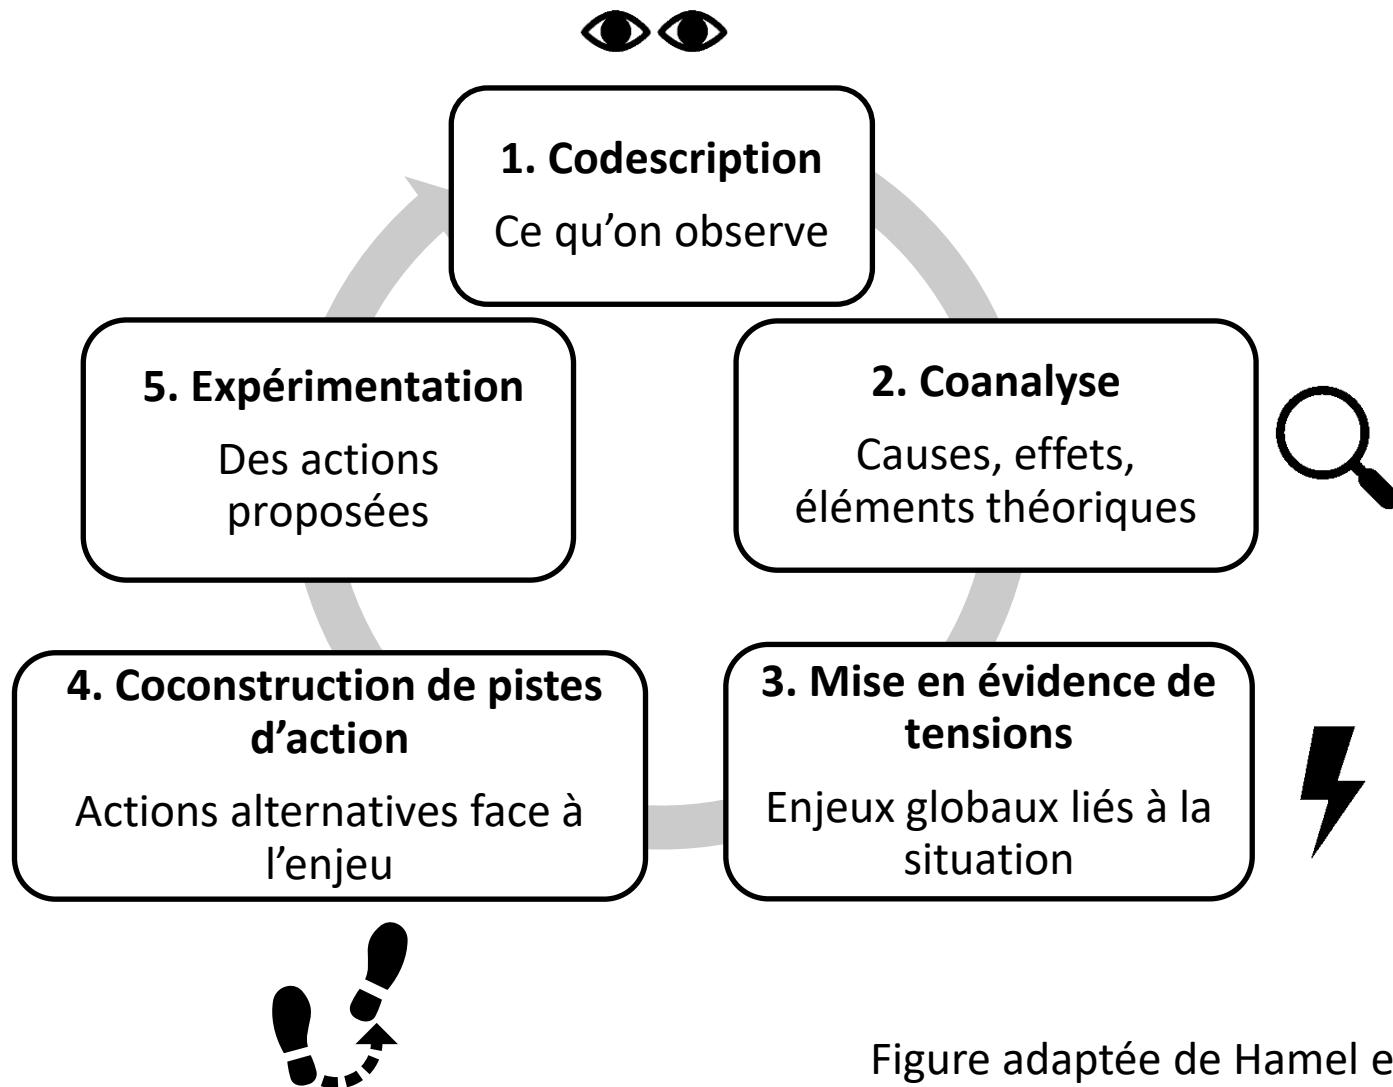 1. Codescription
Ce qu’on observe
2. Coanalyse
Causes, effets,
éléments théoriques
3. Mise en évidence de
tensions
Enjeux globaux liés à la
situation
4. Coconstruction de pistes
d’action
Actions alternatives face à
l’enjeu
5. Expérimentation
Des actions
proposées
Figure adaptée de Hamel e